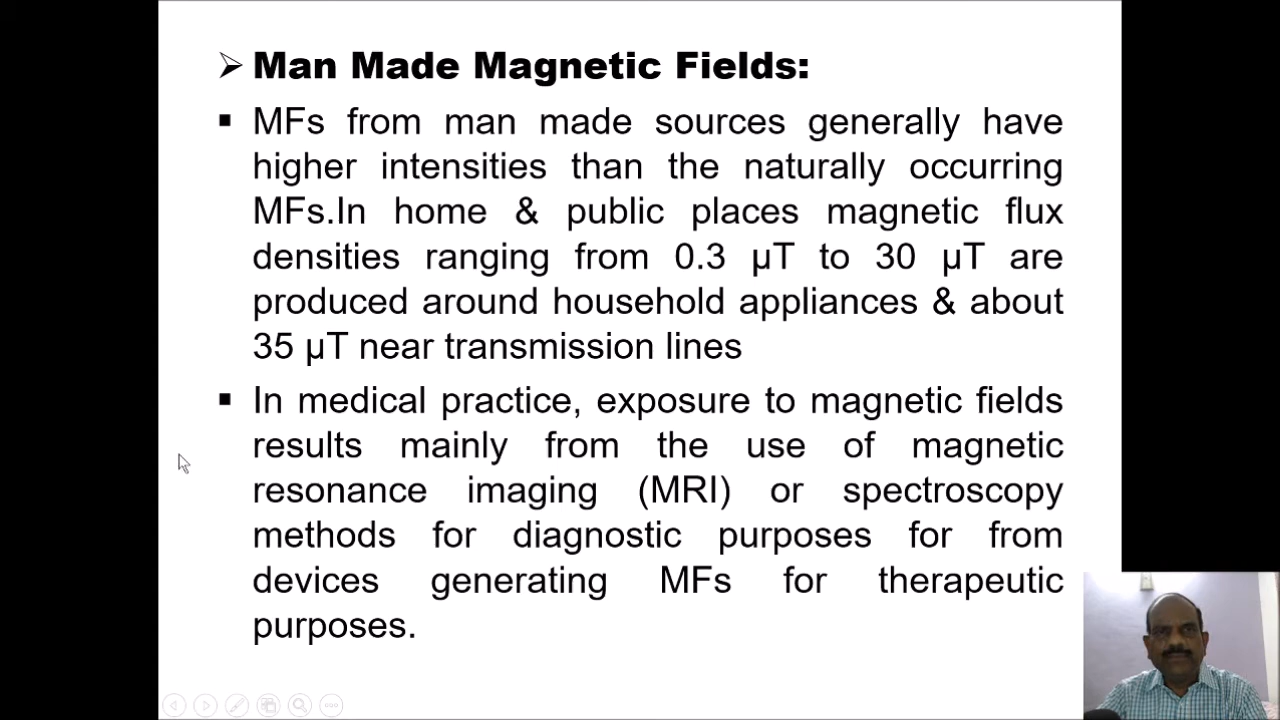 Man Made Magnetic Fields:
MFs from man made sources generally have
higher intensities than the naturally occurring
MFs.In home & public places magnetic flux
densities ranging from 0.3 µT to 30 µT are
produced around household appliances & about
35 µT near transmission lines
In medical practice, exposure to magnetic fields
results mainly from the use of magnetic
resonance imaging (MRI) or spectroscopy
methods for diagnostic purposes for from
devices generating MFs for therapeutic
purposes.